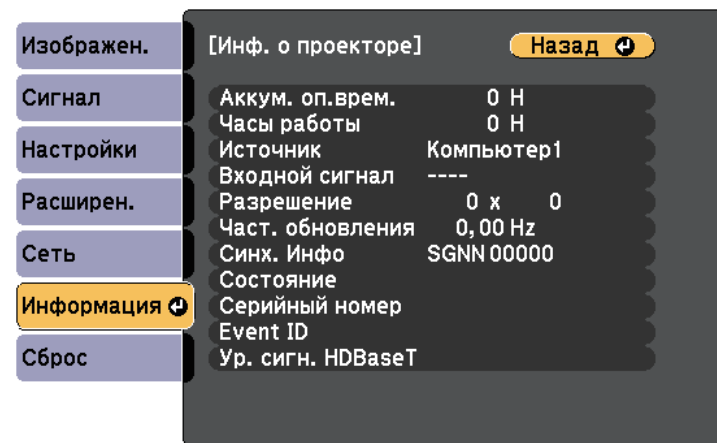 Изображен.
Сигнал
Настройки
Расширен.
Сеть
Информация
Сброс
[Инф. о проекторе] Назад
Аккум. оп.врем. 0 H
Часы работы 0 H
Источник Компьютер1
Входной сигнал ----
Разрешение 0 x 0
Част. обновления 0,00 Hz
Синх. Инфо SGNN00000
Состояние
Серийный номер
Event ID
Ур. сигн. HDBaseT